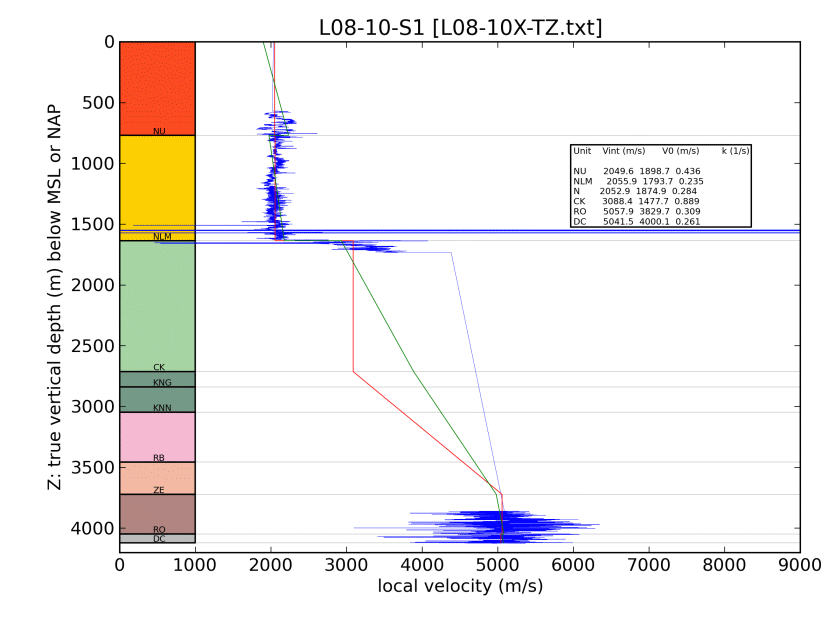 L08-10-S1 [L08-10X-TZ.txt]
Z: true vertical depth (m) below MSL or NAP
0
500
1000
1500
2000
2500
3000
3500
4000
NU
NLM
CK
KNG
KNN
RB
ZE
RO
DC
Unit Vint (m/s) V0 (m/s) k (1/s)
NU 2049.6 1898.7 0.436
NLM 2055.9 1793.7 0.235
N 2052.9 1874.9 0.284
CK 3088.4 1477.7 0.889
RO 5057.9 3829.7 0.309
DC 5041.5 4000.1 0.261
0 1000 2000 3000 4000 5000 6000 7000 8000 9000
local velocity (m/s)